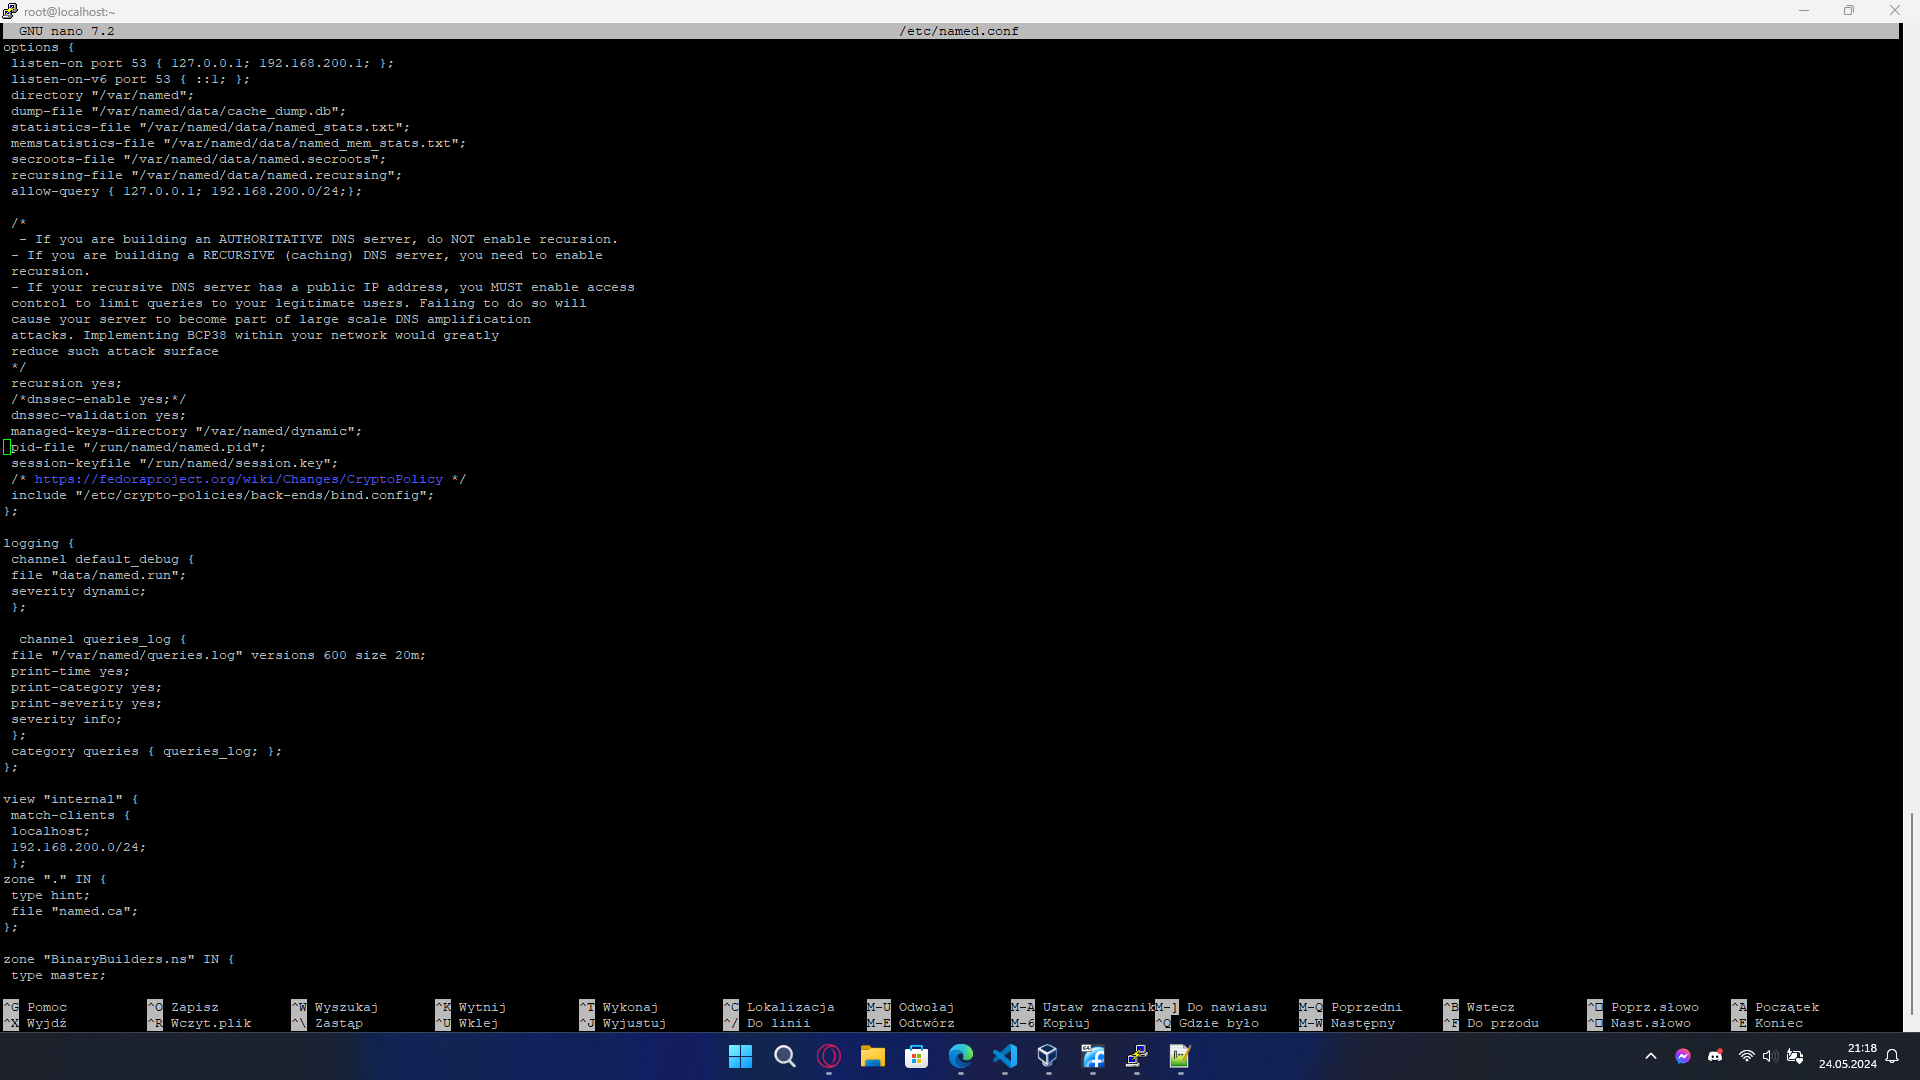 root@localhost:~
GNU nano 7.2 /etc/named.conf
options {
listen-on port 53 { 127.0.0.1; 192.168.200.1; };
listen-on-v6 port 53 { ::1; };
directory "/var/named";
dump-file "/var/named/data/cache_dump.db";
statistics-file "/var/named/data/named_stats.txt";
memstatistics-file "/var/named/data/named_mem_stats.txt";
secroots-file "/var/named/data/named.secroots";
recursing-file "/var/named/data/named.recursing";
allow-query { 127.0.0.1; 192.168.200.0/24;};
/*
- If you are building an AUTHORITATIVE DNS server, do NOT enable recursion.
- If you are building a RECURSIVE (caching) DNS server, you need to enable
recursion.
- If your recursive DNS server has a public IP address, you MUST enable access
control to limit queries to your legitimate users. Failing to do so will
cause your server to become part of large scale DNS amplification
attacks. Implementing BCP38 within your network would greatly
reduce such attack surface
*/
recursion yes;
/*dnssec-enable yes;*/
dnssec-validation yes;
managed-keys-directory "/var/named/dynamic";
pid-file "/run/named/named.pid";
session-keyfile "/run/named/session.key";
/* https://fedoraproject.org/wiki/Changes/CryptoPolicy */
include "/etc/crypto-policies/back-ends/bind.config";
};
logging {
channel default_debug {
file "data/named.run";
severity dynamic;
};
channel queries_log {
file "/var/named/queries.log" versions 600 size 20m;
print-time yes;
print-category yes;
print-severity yes;
severity info;
};
category queries { queries_log; };
};
view "internal" {
match-clients {
localhost;
192.168.200.0/24;
};
zone "." IN {
type hint;
file "named.ca";
};
zone "BinaryBuilders.ns" IN {
type master;
^G Pomoc ^O Zapisz ^W Wyszukaj ^K Wytnij ^T Wykonaj ^C Lokalizacja M-U Odwołaj M-A Ustaw znacznik M-] Do nawiasu M-Q Poprzedni ^B Wstecz ^□ Poprz.słowo ^A Początek
^X Wyjdź ^R Wczyt.plik ^\ Zastąp ^U Wklej ^J Wyjustuj ^/ Do linii M-E Odtwórz M-6 Kopiuj ^Q Gdzie było M-W Następny ^F Do przodu ^□ Nast.słowo ^E Koniec
21:18
24.05.2024